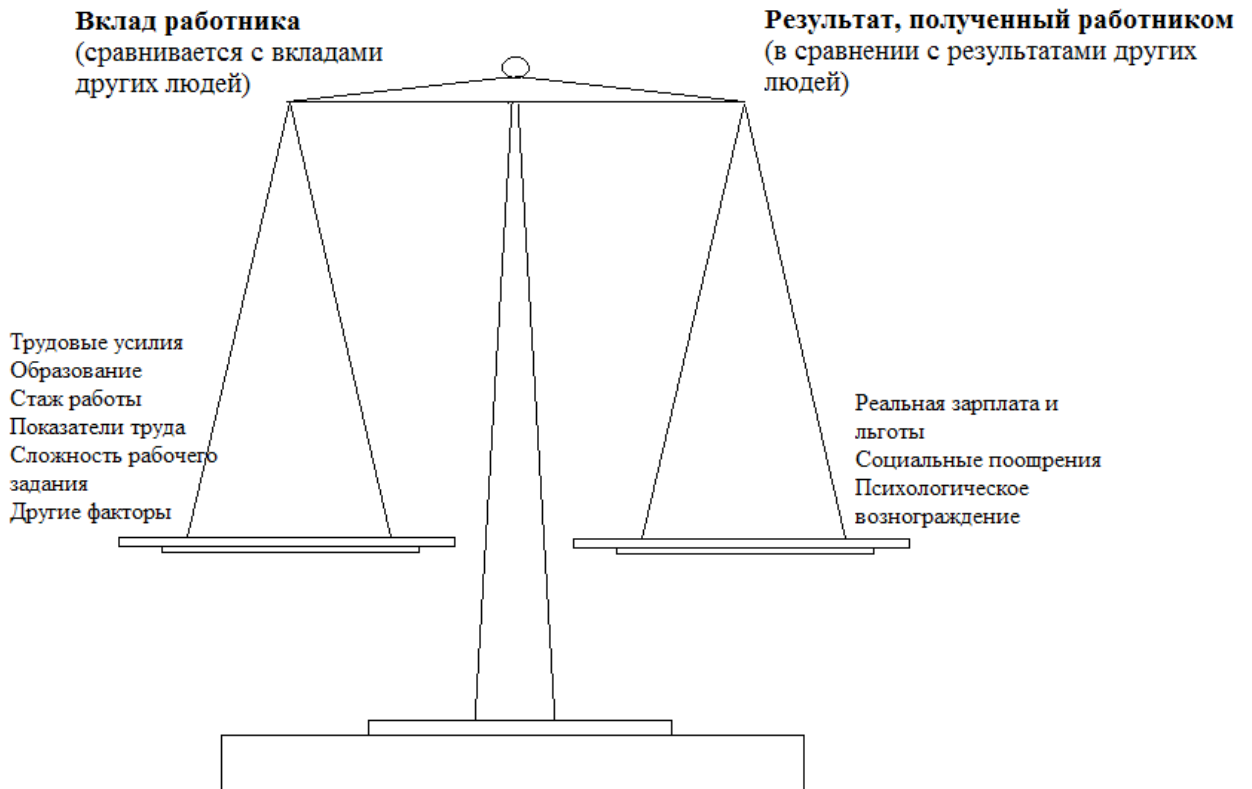 Вклад работника
(сравнивается с вкладами
других людей)
Результат, полученный работником
(в сравнении с результатами других
людей)
Трудовые усилия
Образование
Стаж работы
Показатели труда
Сложность рабочего
задания
Другие факторы
Реальная зарплата и
льготы
Социальные поощрения
Психологическое
вознограждение